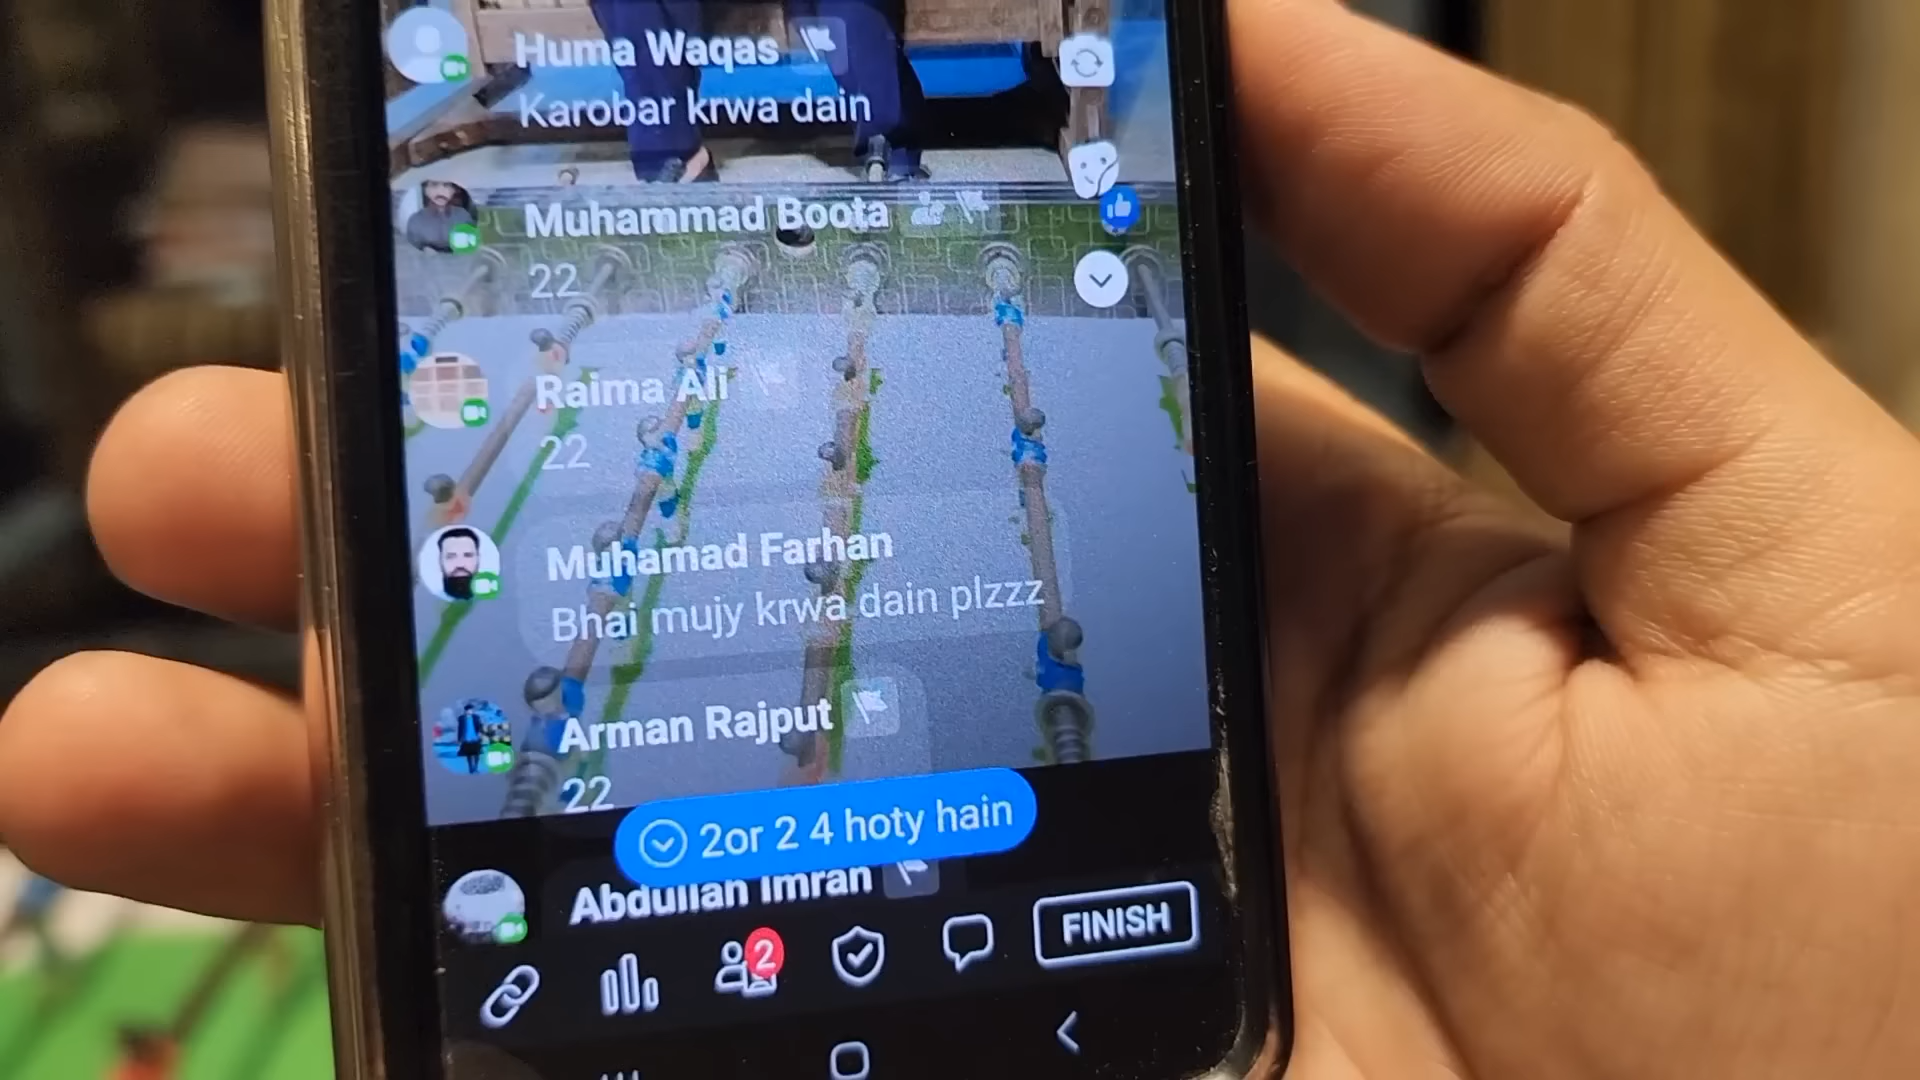 Huma Waqas
Karobar krwa dain
Muhammad Boota
22
Raima Ali
22
Muhamad Farhan
Bhai mujy krwa dain plzzz
Arman Rajput
22
2or 2 4 hoty hain
Abdullah Imran
2
FINISH